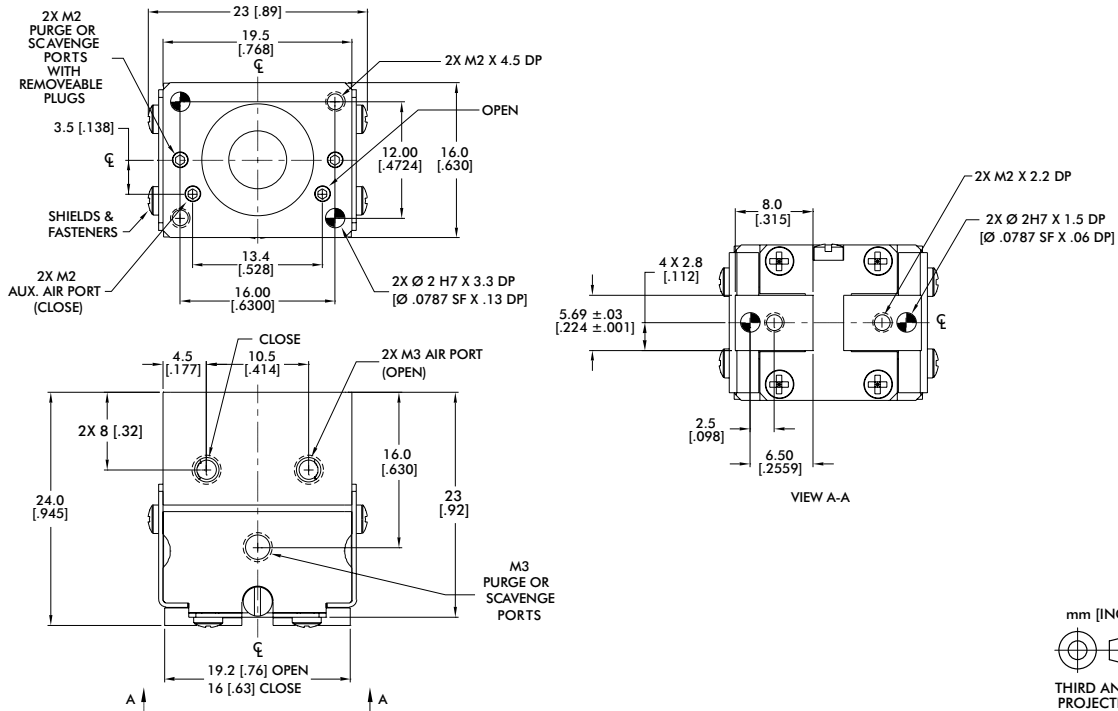 2X M2
PURGE OR
SCAVENGE
PORTS
WITH
REMOVEABLE
PLUGS
23 [.89]
19.5
[.768]
℄
2X M2 X 4.5 DP
OPEN
3.5 [.138]
℄
12.00
[.4724]
16.0
[.630]
SHIELDS &
FASTENERS
2X M2
AUX. AIR PORT
(CLOSE)
13.4
[.528]
16.00
[.6300]
2X Ø 2 H7 X 3.3 DP
[Ø .0787 SF X .13 DP]
CLOSE
4.5
[.177]
10.5
[.414]
2X M3 AIR PORT
(OPEN)
2X 8 [.32]
16.0
[.630]
24.0
[.945]
23
[.92]
M3
PURGE OR
SCAVENGE
PORTS
℄
19.2 [.76] OPEN
16 [.63] CLOSE
A
A
2X M2 X 2.2 DP
8.0
[.315]
2X Ø 2H7 X 1.5 DP
[Ø .0787 SF X .06 DP]
4 X 2.8
[.112]
5.69 ±.03
[.224 ±.001]
℄
2.5
[.098]
6.50
[.2559]
VIEW A-A
mm [INC
THIRD AN
PROJECTI